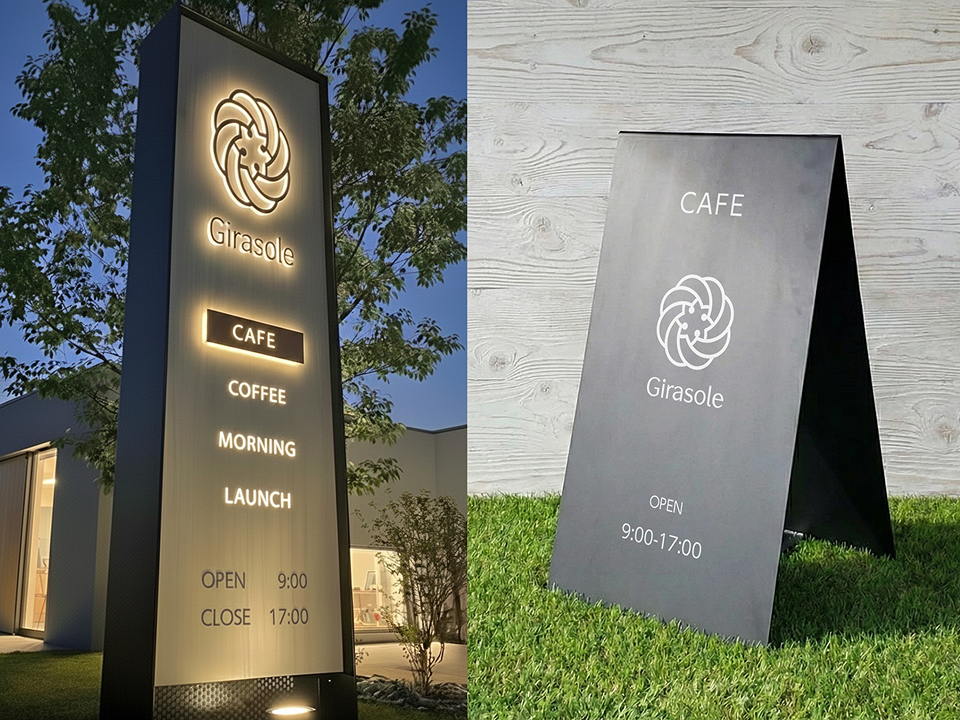 Girasole
CAFE
COFFEE
MORNING
LAUNCH
OPEN 9:00
CLOSE 17:00
CAFE
Girasole
OPEN
9:00-17:00